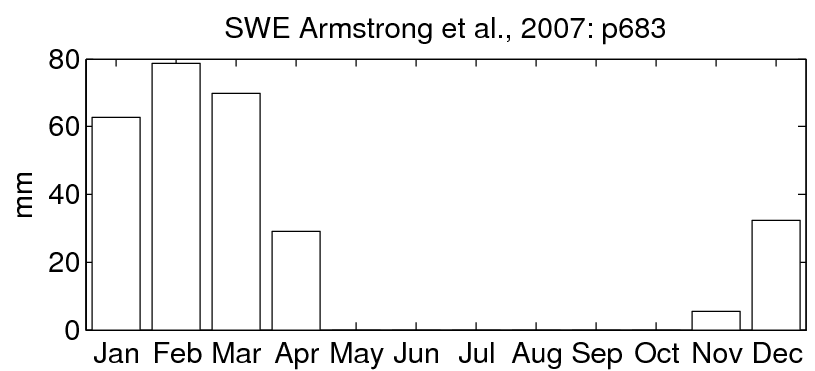 SWE Armstrong et al., 2007: p683
80
60
40
20
0
mm
Jan Feb Mar Apr May Jun Jul Aug Sep Oct Nov Dec